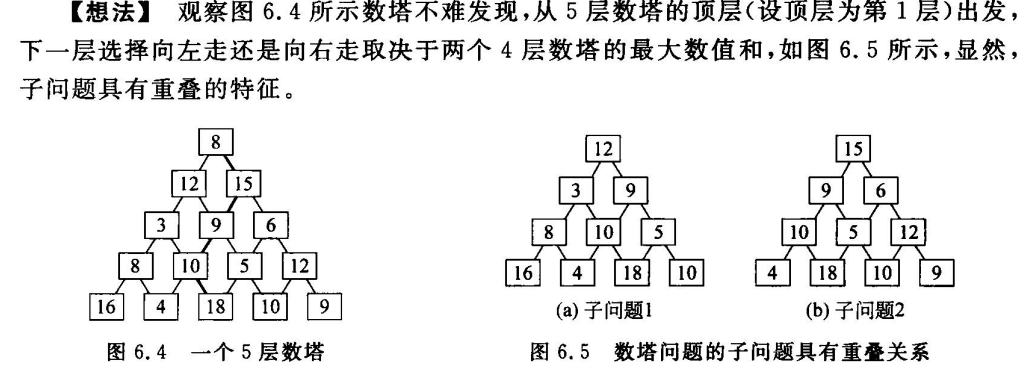 【想法】 观察图 6.4 所示数塔不难发现,从 5 层数塔的顶层(设顶层为第 1 层)出发,
下一层选择向左走还是向右走取决于两个 4 层数塔的最大数值和,如图 6.5 所示,显然,
子问题具有重叠的特征。
8
12 15
3 9 6
8 10 5 12
16 4 18 10 9
图 6.4 一个 5 层数塔
12
3 9
8 10 5
16 4 18 10
(a) 子问题1
15
9 6
10 5 12
4 18 10 9
(b) 子问题2
图 6.5 数塔问题的子问题具有重叠关系